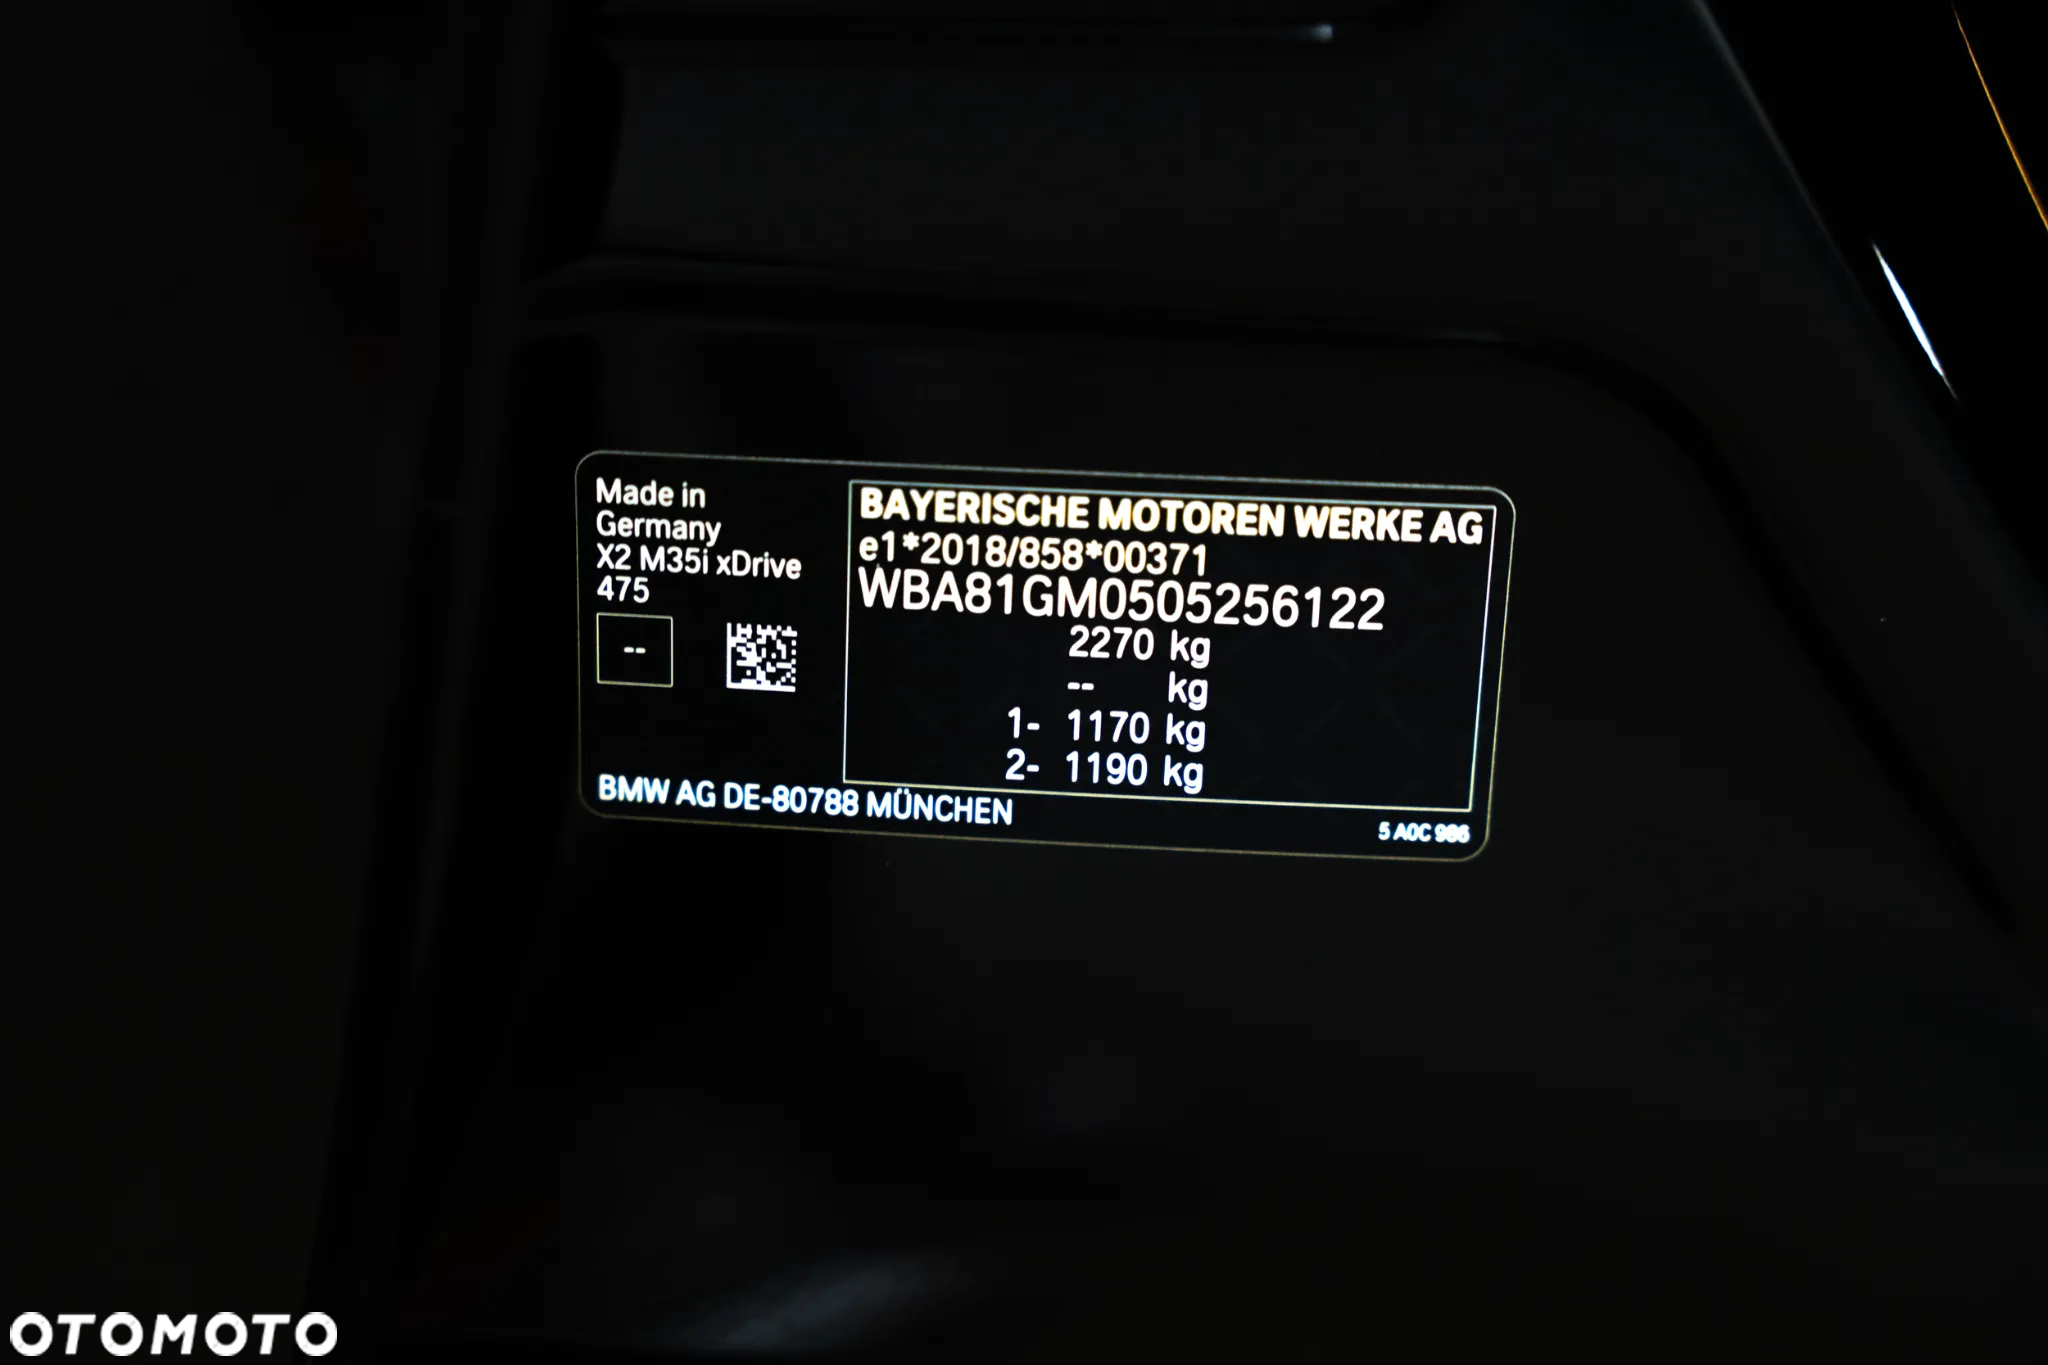 Made in
Germany
X2 M35i xDrive
475
--
BAYERISCHE MOTOREN WERKE AG
e1*2018/858*00371
WBA81GM0505256122
2270 kg
-- kg
1- 1170 kg
2- 1190 kg
BMW AG DE-80788 MÜNCHEN
5 A0C 986
OTOMOTO